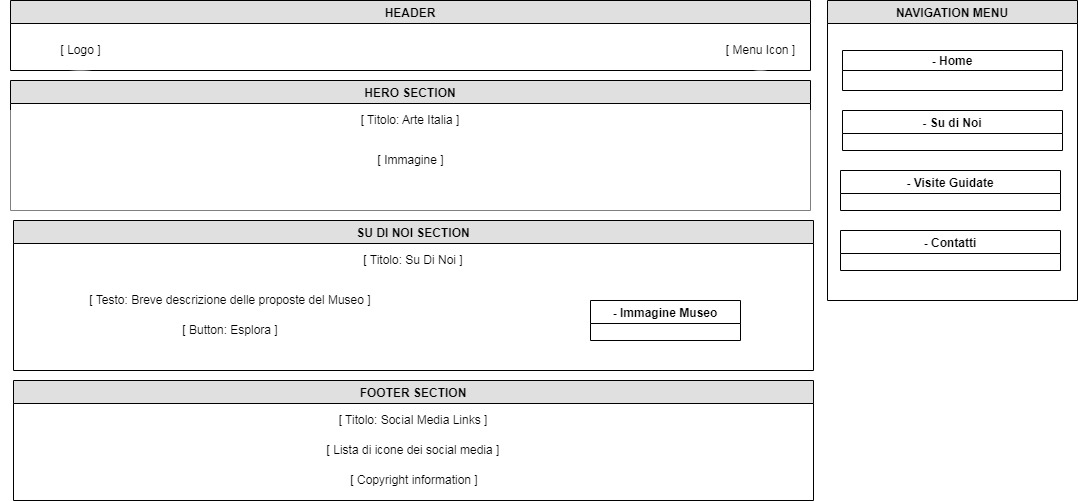 HEADER
[ Logo ]
[ Menu Icon ]
HERO SECTION
[ Titolo: Arte Italia ]
[ Immagine ]
SU DI NOI SECTION
[ Titolo: Su Di Noi ]
[ Testo: Breve descrizione delle proposte del Museo ]
- Immagine Museo
[ Button: Esplora ]
FOOTER SECTION
[ Titolo: Social Media Links ]
[ Lista di icone dei social media ]
[ Copyright information ]
NAVIGATION MENU
- Home
- Su di Noi
- Visite Guidate
- Contatti